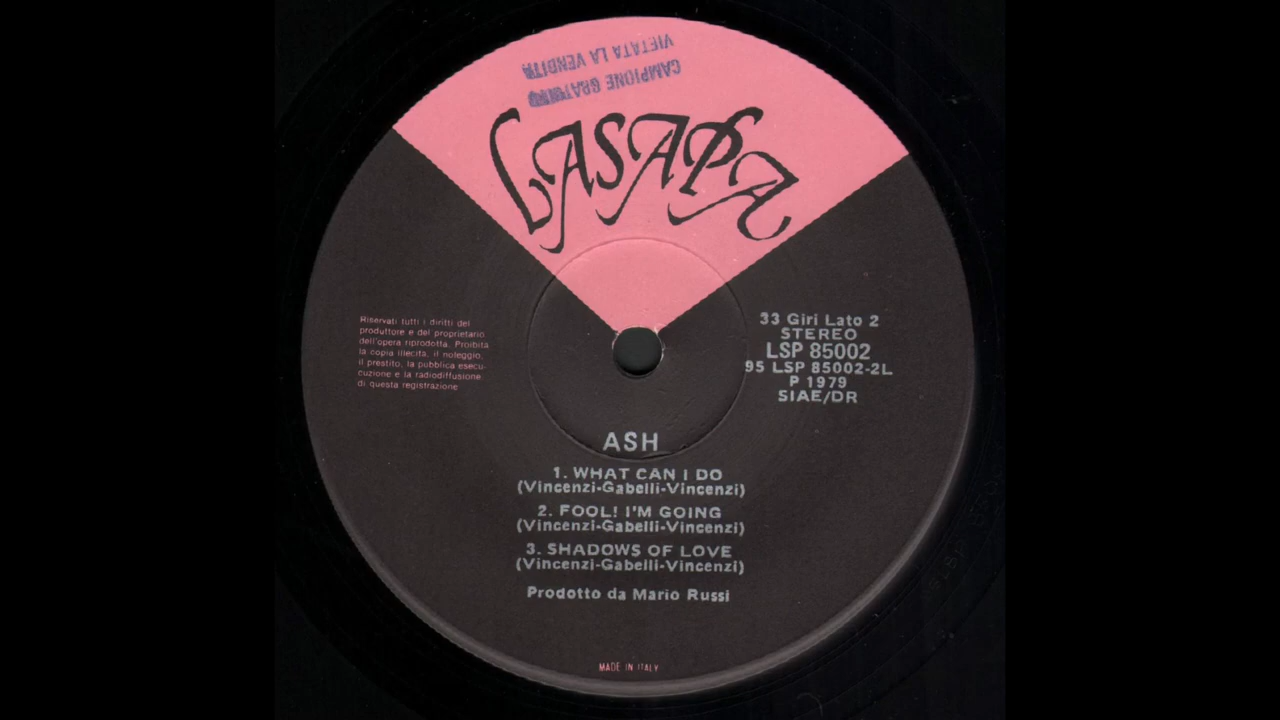 VIETATA LA VENDITA
CAMPIONE GRATUITO
LASAPA
Riservati tutti i diritti del
produttore e del proprietario
dell'opera riprodotta. Proibita
la copia illecita, il noleggio,
il prestito, la pubblica esecu-
cuzione e la radiodiffusione
di questa registrazione
33 Giri Lato 2
STEREO
LSP 85002
95 LSP 85002-2L
P 1979
SIAE/DR
ASH
1. WHAT CAN I DO
(Vincenzi-Gabelli-Vincenzi)
2. FOOL! I'M GOING
(Vincenzi-Gabelli-Vincenzi)
3. SHADOWS OF LOVE
(Vincenzi-Gabelli-Vincenzi)
Prodotto da Mario Russi
MADE IN ITALY